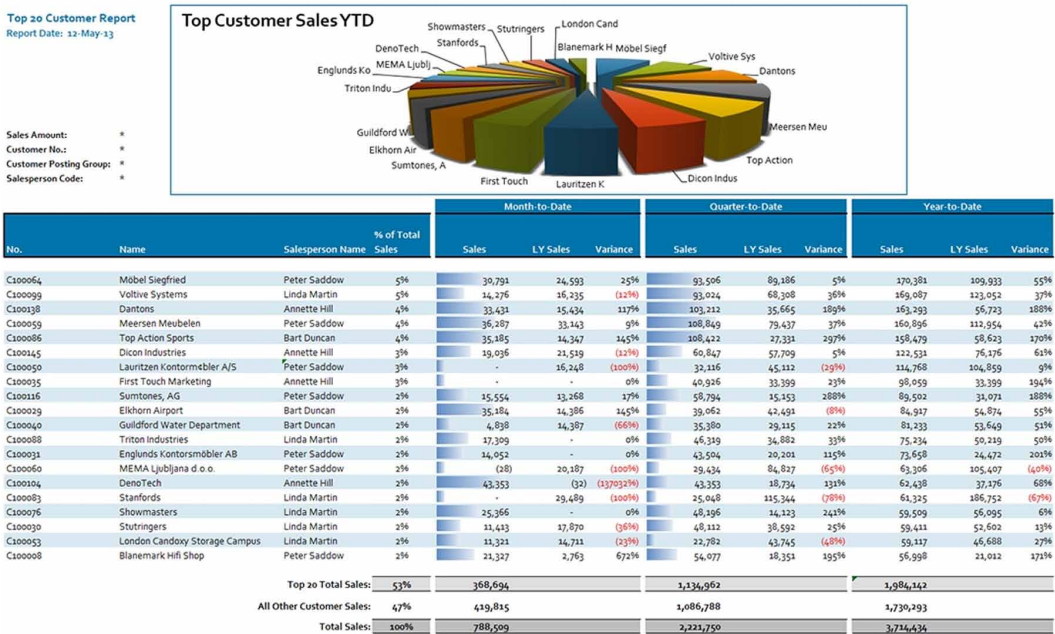 Top 20 Customer Report
Report Date: 12-May-13
Top Customer Sales YTD
Showmasters
Stutringers
London Cand
Stanfords
Blanemark H
Möbel Siegf
DenoTech
Voltive Sys
MEMA Ljublj
Dantons
Englunds Ko
Triton Indu
Meersen Meu
Guildford W
Elkhorn Air
Top Action
Sumtones, A
Dicon Indus
First Touch
Lauritzen K
Sales Amount: *
Customer No.: *
Customer Posting Group: *
Salesperson Code: *
Month-to-Date Quarter-to-Date Year-to-Date
No. Name Salesperson Name % of Total Sales Sales LY Sales Variance Sales LY Sales Variance Sales LY Sales Variance
C100064 Möbel Siegfried Peter Saddow 5% 30,791 24,593 25% 93,506 89,186 5% 170,381 109,933 55%
C100099 Voltive Systems Linda Martin 5% 14,276 16,235 (12%) 93,024 68,308 36% 169,087 123,052 37%
C100138 Dantons Annette Hill 4% 33,431 15,434 117% 103,212 35,665 189% 163,293 56,723 188%
C100059 Meersen Meubelen Peter Saddow 4% 36,287 33,143 9% 108,849 79,437 37% 160,896 112,954 42%
C100086 Top Action Sports Bart Duncan 4% 35,185 14,347 145% 108,422 27,331 297% 158,479 58,623 170%
C100145 Dicon Industries Annette Hill 3% 19,036 21,519 (12%) 60,847 57,709 5% 122,531 76,176 61%
C100050 Lauritzen Kontorm¢bler A/S Peter Saddow 3% - 16,248 (100%) 32,116 45,112 (29%) 114,768 104,859 9%
C100035 First Touch Marketing Annette Hill 3% - - 0% 40,926 33,399 23% 98,059 33,399 194%
C100116 Sumtones, AG Peter Saddow 2% 15,554 13,268 17% 58,794 15,153 288% 89,502 31,071 188%
C100029 Elkhorn Airport Bart Duncan 2% 35,184 14,386 145% 39,062 42,491 (8%) 84,917 54,874 55%
C100040 Guildford Water Department Bart Duncan 2% 4,838 14,387 (66%) 35,380 29,115 22% 81,233 53,649 51%
C100088 Triton Industries Linda Martin 2% 17,309 - 0% 46,319 34,882 33% 75,234 50,219 50%
C100031 Englunds Kontorsmöbler AB Peter Saddow 2% 14,052 - 0% 43,504 20,201 115% 73,658 24,472 201%
C100060 MEMA Ljubljana d.o.o. Peter Saddow 2% (28) 20,187 (100%) 29,434 84,827 (65%) 63,306 105,407 (40%)
C100104 DenoTech Annette Hill 2% 43,353 (32) (137032%) 43,353 18,734 131% 62,438 37,176 68%
C100083 Stanfords Linda Martin 2% - 29,489 (100%) 25,048 115,344 (78%) 61,325 186,752 (67%)
C100076 Showmasters Linda Martin 2% 25,366 - 0% 48,196 14,123 241% 59,509 56,095 6%
C100030 Stutringers Linda Martin 2% 11,413 17,870 (36%) 48,112 38,592 25% 59,411 52,602 13%
C100053 London Candoxy Storage Campus Linda Martin 2% 11,321 14,711 (23%) 22,782 43,745 (48%) 59,117 46,688 27%
C100008 Blanemark Hifi Shop Peter Saddow 2% 21,327 2,763 672% 54,077 18,351 195% 56,998 21,012 171%
Top 20 Total Sales: 53% 368,694 1,134,962 1,984,142
All Other Customer Sales: 47% 419,815 1,086,788 1,730,293
Total Sales: 100% 788,509 2,221,750 3,714,434